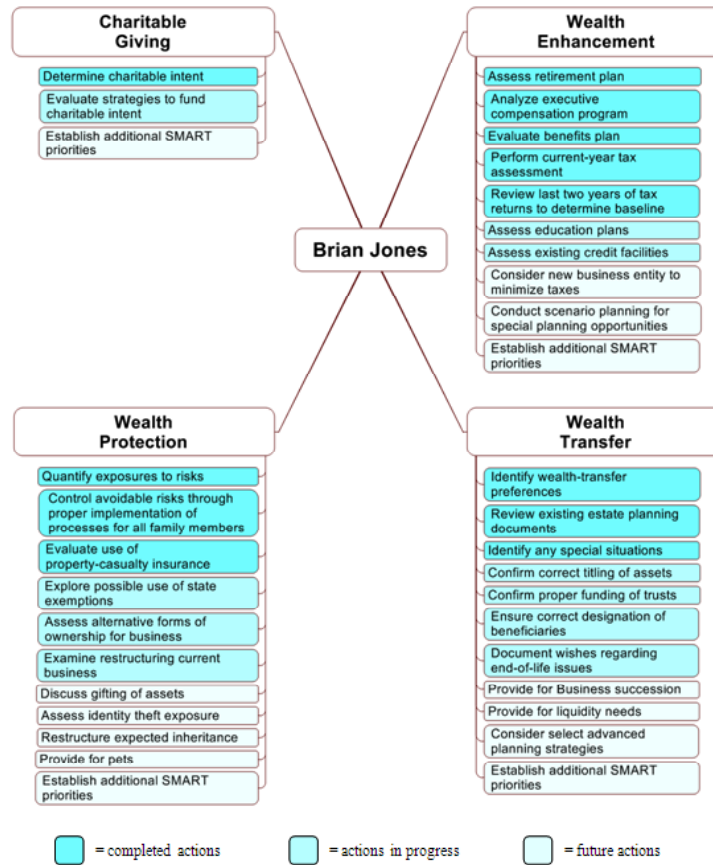 Charitable
Giving
Determine charitable intent
Evaluate strategies to fund
charitable intent
Establish additional SMART
priorities
Wealth
Enhancement
Assess retirement plan
Analyze executive
compensation program
Evaluate benefits plan
Perform current-year tax
assessment
Review last two years of tax
returns to determine baseline
Assess education plans
Assess existing credit facilities
Consider new business entity to
minimize taxes
Conduct scenario planning for
special planning opportunities
Establish additional SMART
priorities
Brian Jones
Wealth
Protection
Quantify exposures to risks
Control avoidable risks through
proper implementation of
processes for all family members
Evaluate use of
property-casualty insurance
Explore possible use of state
exemptions
Assess alternative forms of
ownership for business
Examine restructuring current
business
Discuss gifting of assets
Assess identity theft exposure
Restructure expected inheritance
Provide for pets
Establish additional SMART
priorities
Wealth
Transfer
Identify wealth-transfer
preferences
Review existing estate planning
documents
Identify any special situations
Confirm correct titling of assets
Confirm proper funding of trusts
Ensure correct designation of
beneficiaries
Document wishes regarding
end-of-life issues
Provide for Business succession
Provide for liquidity needs
Consider select advanced
planning strategies
Establish additional SMART
priorities
= completed actions
= actions in progress
= future actions